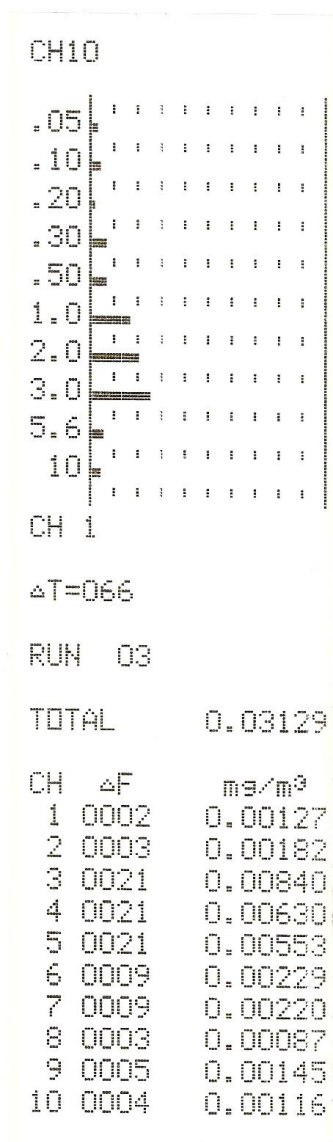 CH10
.05
.10
.20
.30
.50
1.0
2.0
3.0
5.6
10
CH 1
△T=066
RUN 03
TOTAL 0.03129
CH △F mg/m³
1 0002 0.00127
2 0003 0.00182
3 0021 0.00840
4 0021 0.00630
5 0021 0.00553
6 0009 0.00229
7 0009 0.00220
8 0003 0.00087
9 0005 0.00145
10 0004 0.00116